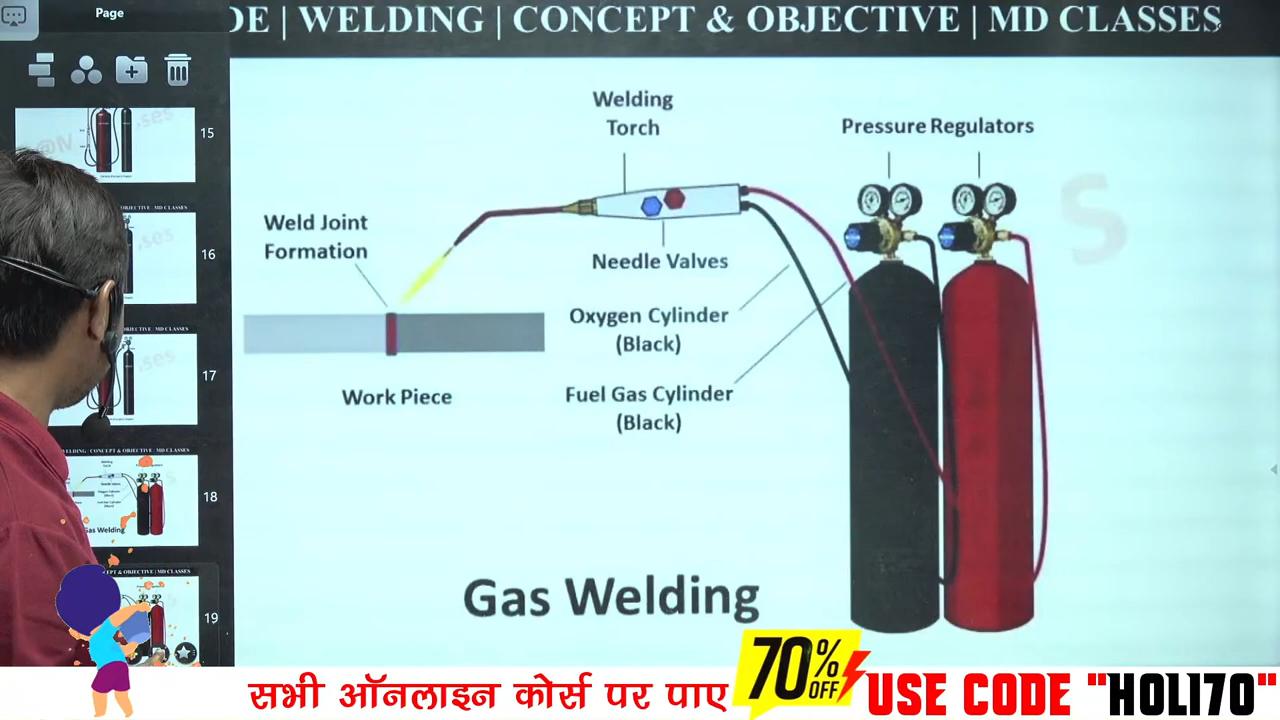 Page
DE | WELDING | CONCEPT & OBJECTIVE | MD CLASSES
15
16
17
18
19
Welding
Torch
Pressure Regulators
Weld Joint
Formation
Needle Valves
Oxygen Cylinder
(Black)
Work Piece
Fuel Gas Cylinder
(Black)
S
Gas Welding
सभी ऑनलाइन कोर्स पर पाए
70% OFF
USE CODE "HOLI70"